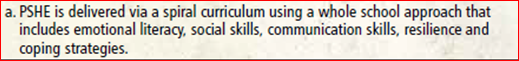 a. PSHE is delivered via a spiral curriculum using a whole school approach that
includes emotional literacy, social skills, communication skills, resilience and
coping strategies.